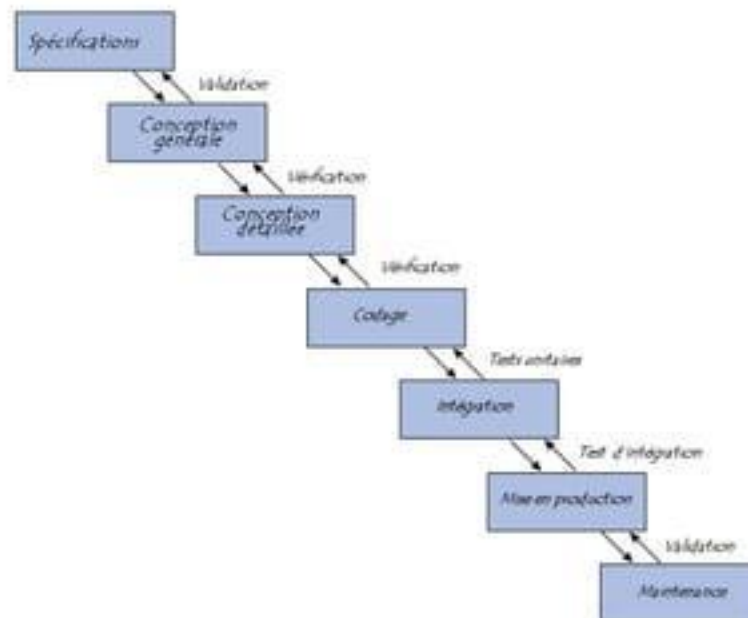 Spécifications
Validation
Conception
générale
Vérification
Conception
détaillée
Vérification
Codage
Tests unitaires
Intégration
Test d'intégration
Mise en production
Validation
Maintenance